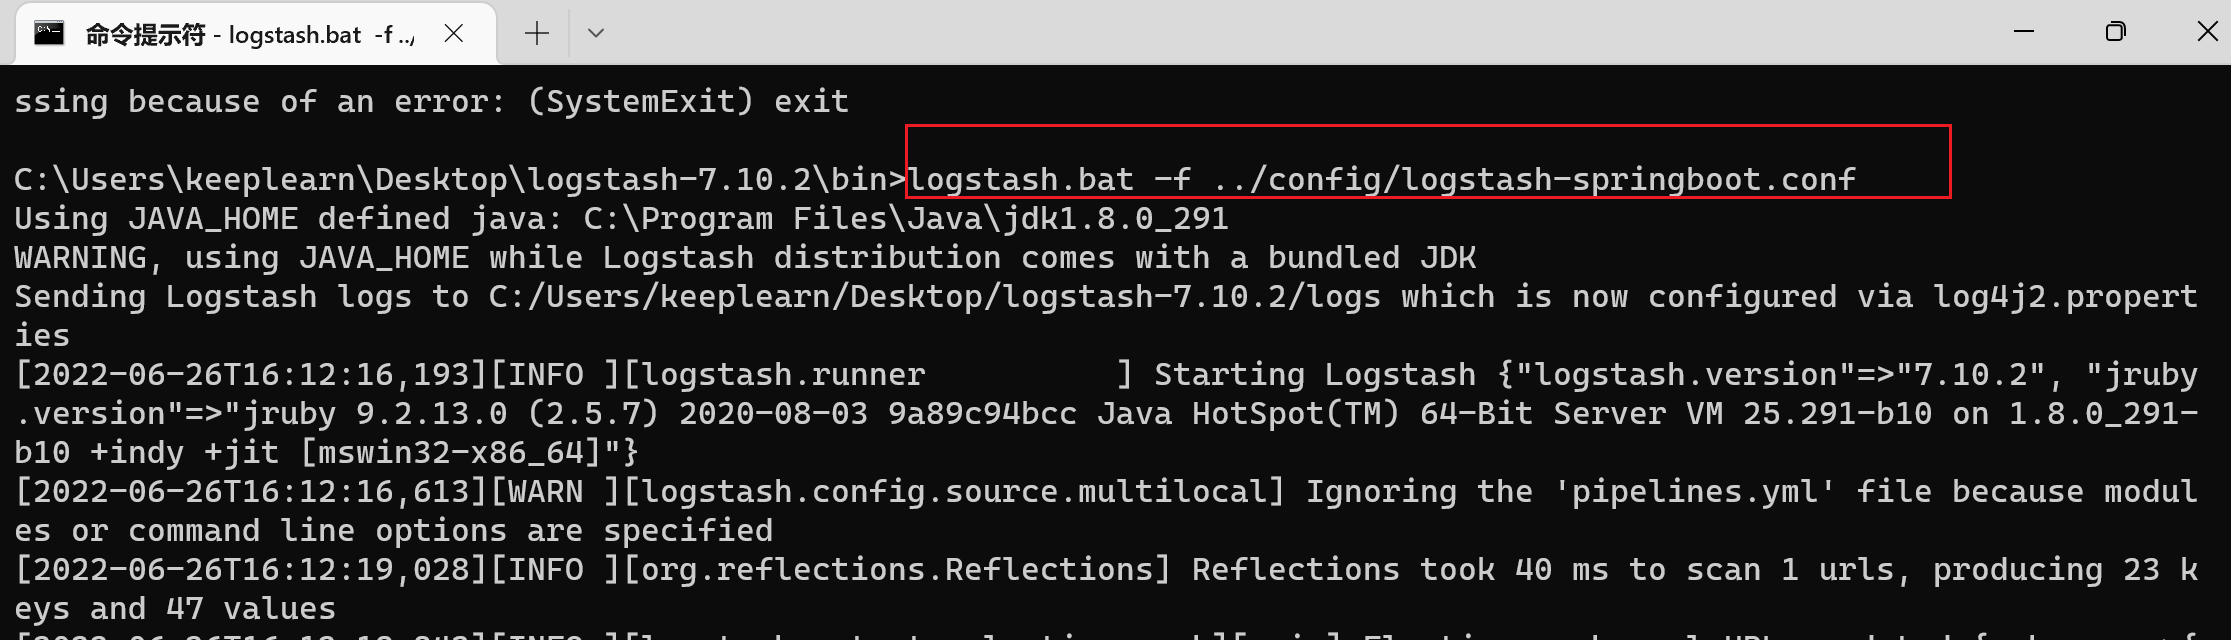 命令提示符 - logstash.bat  -f ../
ssing because of an error: (SystemExit) exit
C:\Users\keeplearn\Desktop\logstash-7.10.2\bin>logstash.bat -f ../config/logstash-springboot.conf
Using JAVA_HOME defined java: C:\Program Files\Java\jdk1.8.0_291
WARNING, using JAVA_HOME while Logstash distribution comes with a bundled JDK
Sending Logstash logs to C:/Users/keeplearn/Desktop/logstash-7.10.2/logs which is now configured via log4j2.propert
ies
[2022-06-26T16:12:16,193][INFO ][logstash.runner          ] Starting Logstash {"logstash.version"=>"7.10.2", "jruby
.version"=>"jruby 9.2.13.0 (2.5.7) 2020-08-03 9a89c94bcc Java HotSpot(TM) 64-Bit Server VM 25.291-b10 on 1.8.0_291-
b10 +indy +jit [mswin32-x86_64]"}
[2022-06-26T16:12:16,613][WARN ][logstash.config.source.multilocal] Ignoring the 'pipelines.yml' file because modul
es or command line options are specified
[2022-06-26T16:12:19,028][INFO ][org.reflections.Reflections] Reflections took 40 ms to scan 1 urls, producing 23 k
eys and 47 values